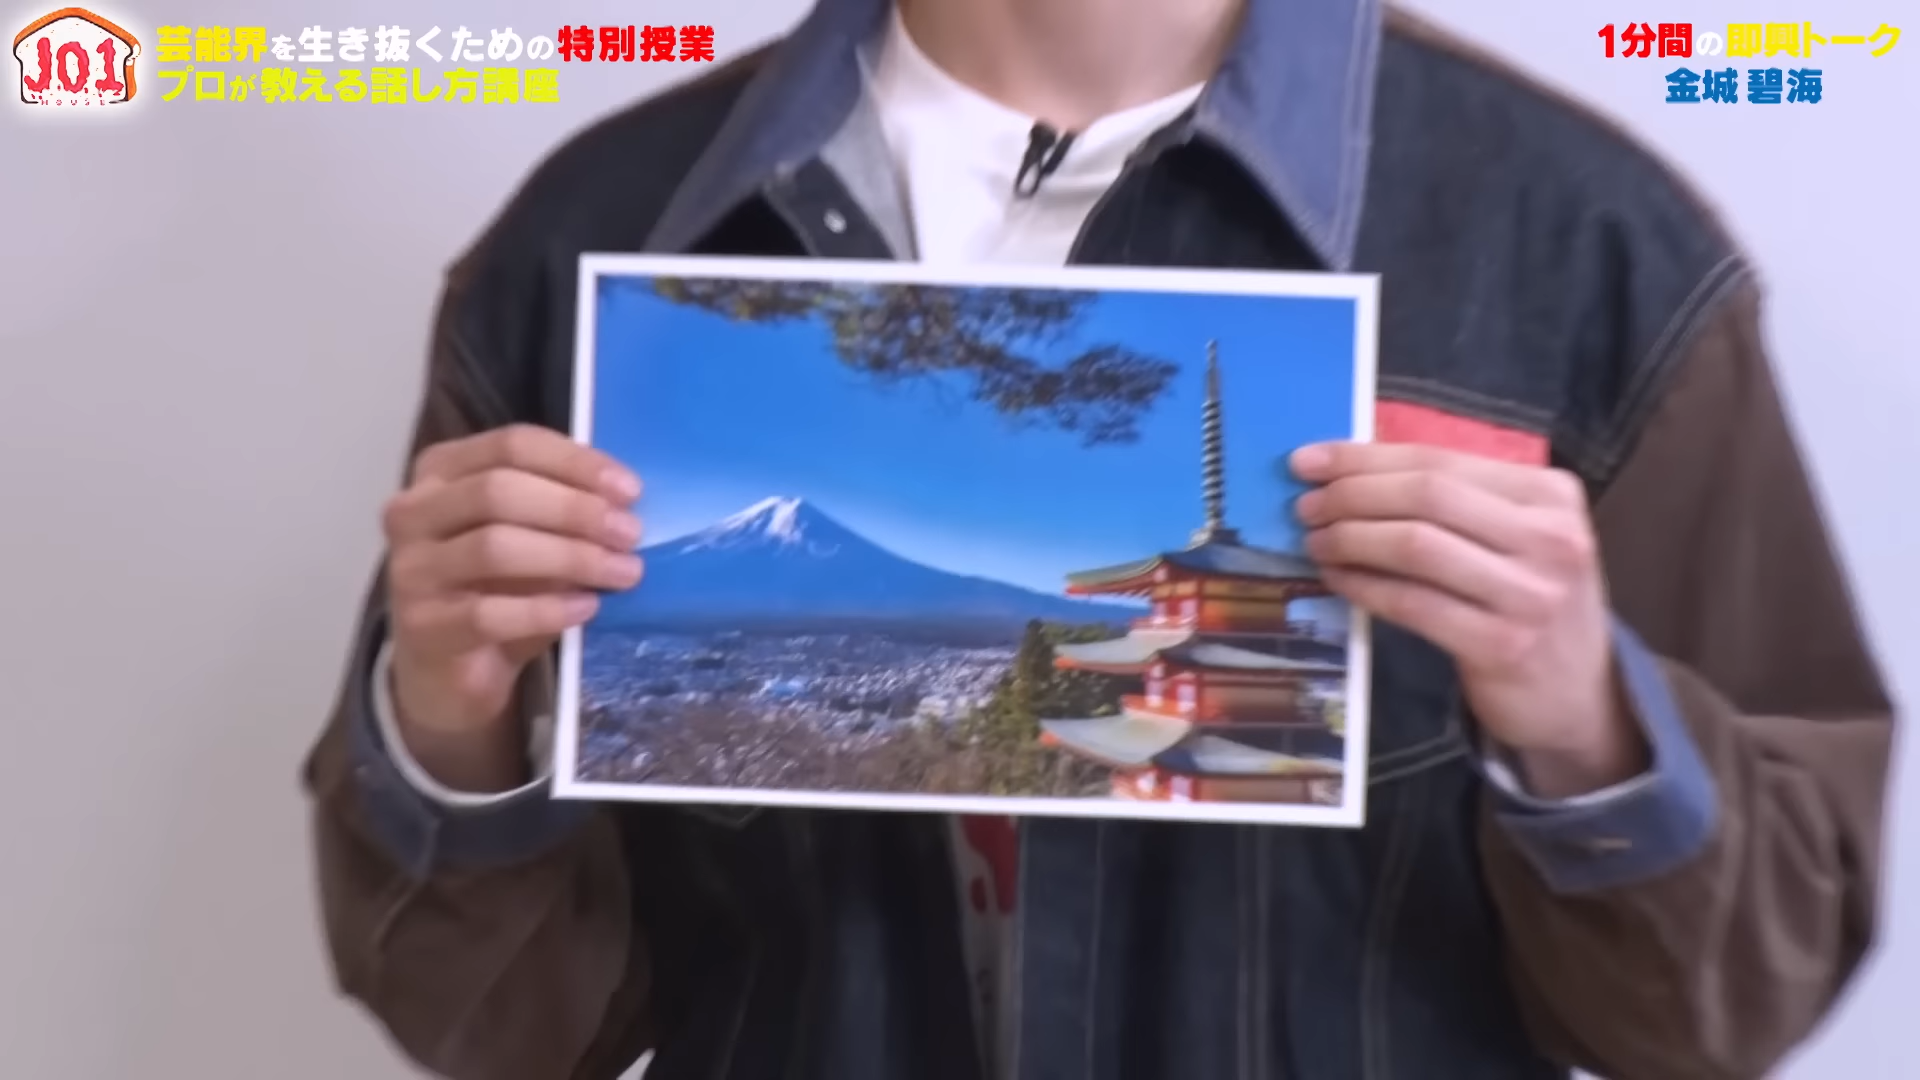 JO1
HOUSE
芸能界を生き抜くための特別授業
プロが教える話し方講座
1分間の即興トーク
金城 碧海